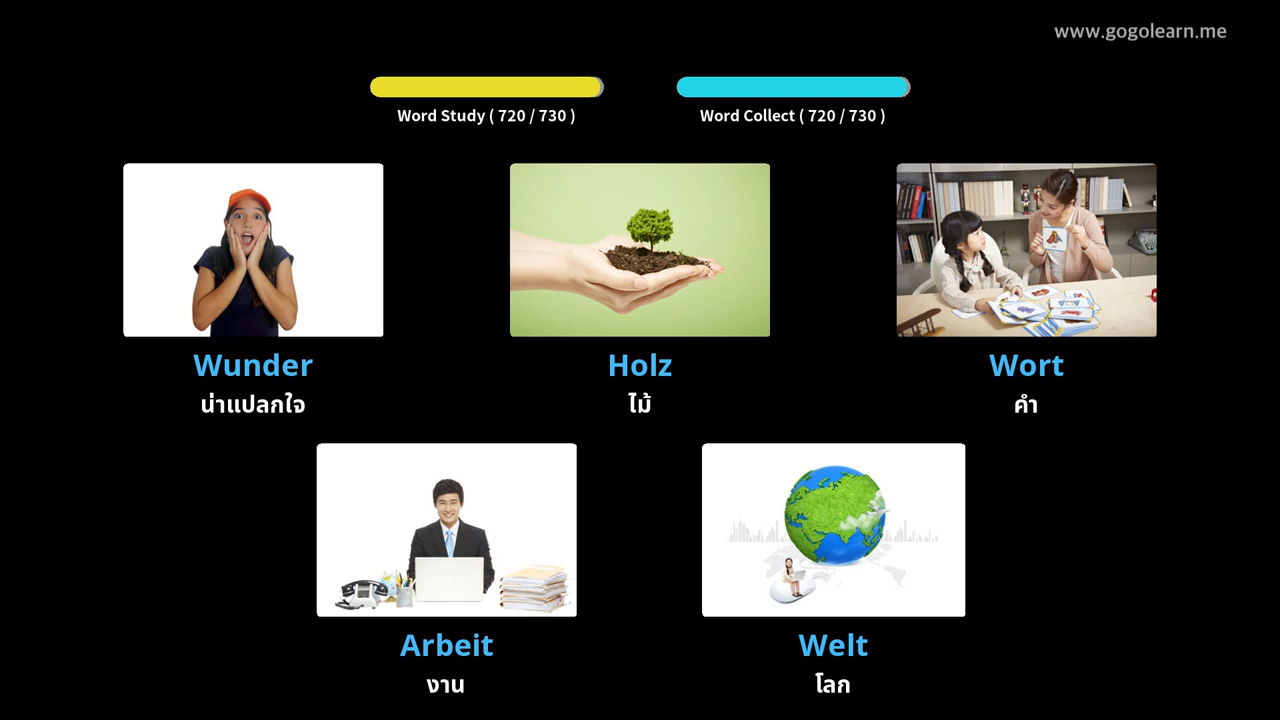 www.gogolearn.me
Word Study ( 720 / 730 )
Word Collect ( 720 / 730 )
Wunder
น่าแปลกใจ
Holz
ไม้
Wort
คำ
Arbeit
งาน
Welt
โลก